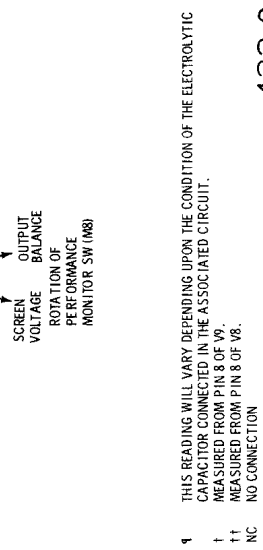 SCREEN VOLTAGE
OUTPUT BALANCE
ROTATION OF
PERFORMANCE
MONITOR SW (M8)
THIS READING WILL VARY DEPENDING UPON THE CONDITION OF THE ELECTROLYTIC
CAPACITOR CONNECTED IN THE ASSOCIATED CIRCUIT.
† MEASURED FROM PIN 8 OF V9.
†† MEASURED FROM PIN 8 OF V8.
NC NO CONNECTION